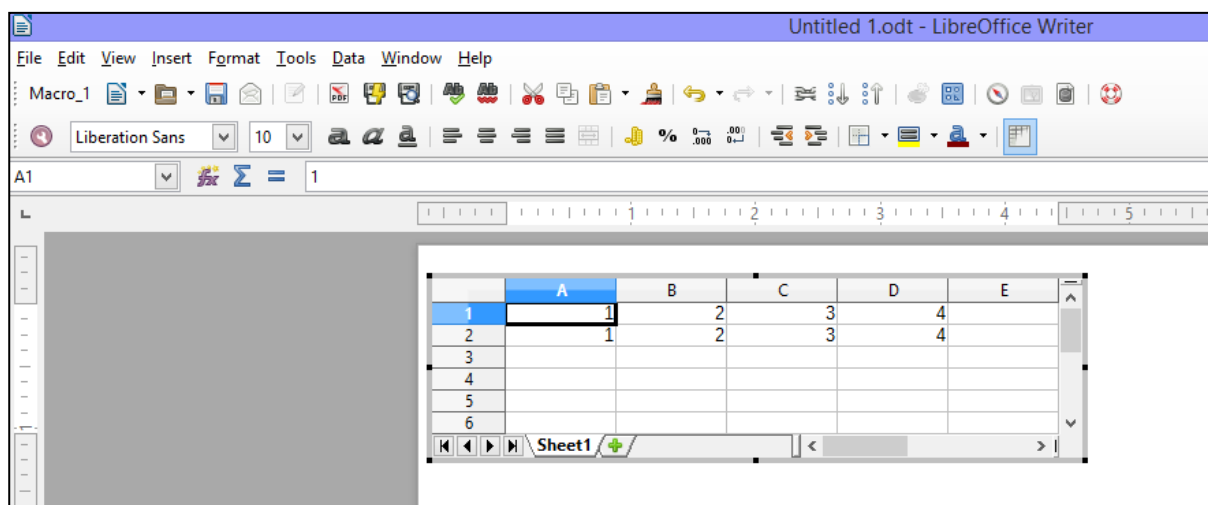 Untitled 1.odt - LibreOffice Writer
File Edit View Insert Format Tools Data Window Help
Macro_1
Liberation Sans 10
A1 1
1 2 3 4 5
A B C D E
1 1 2 3 4
2 1 2 3 4
3
4
5
6
Sheet1